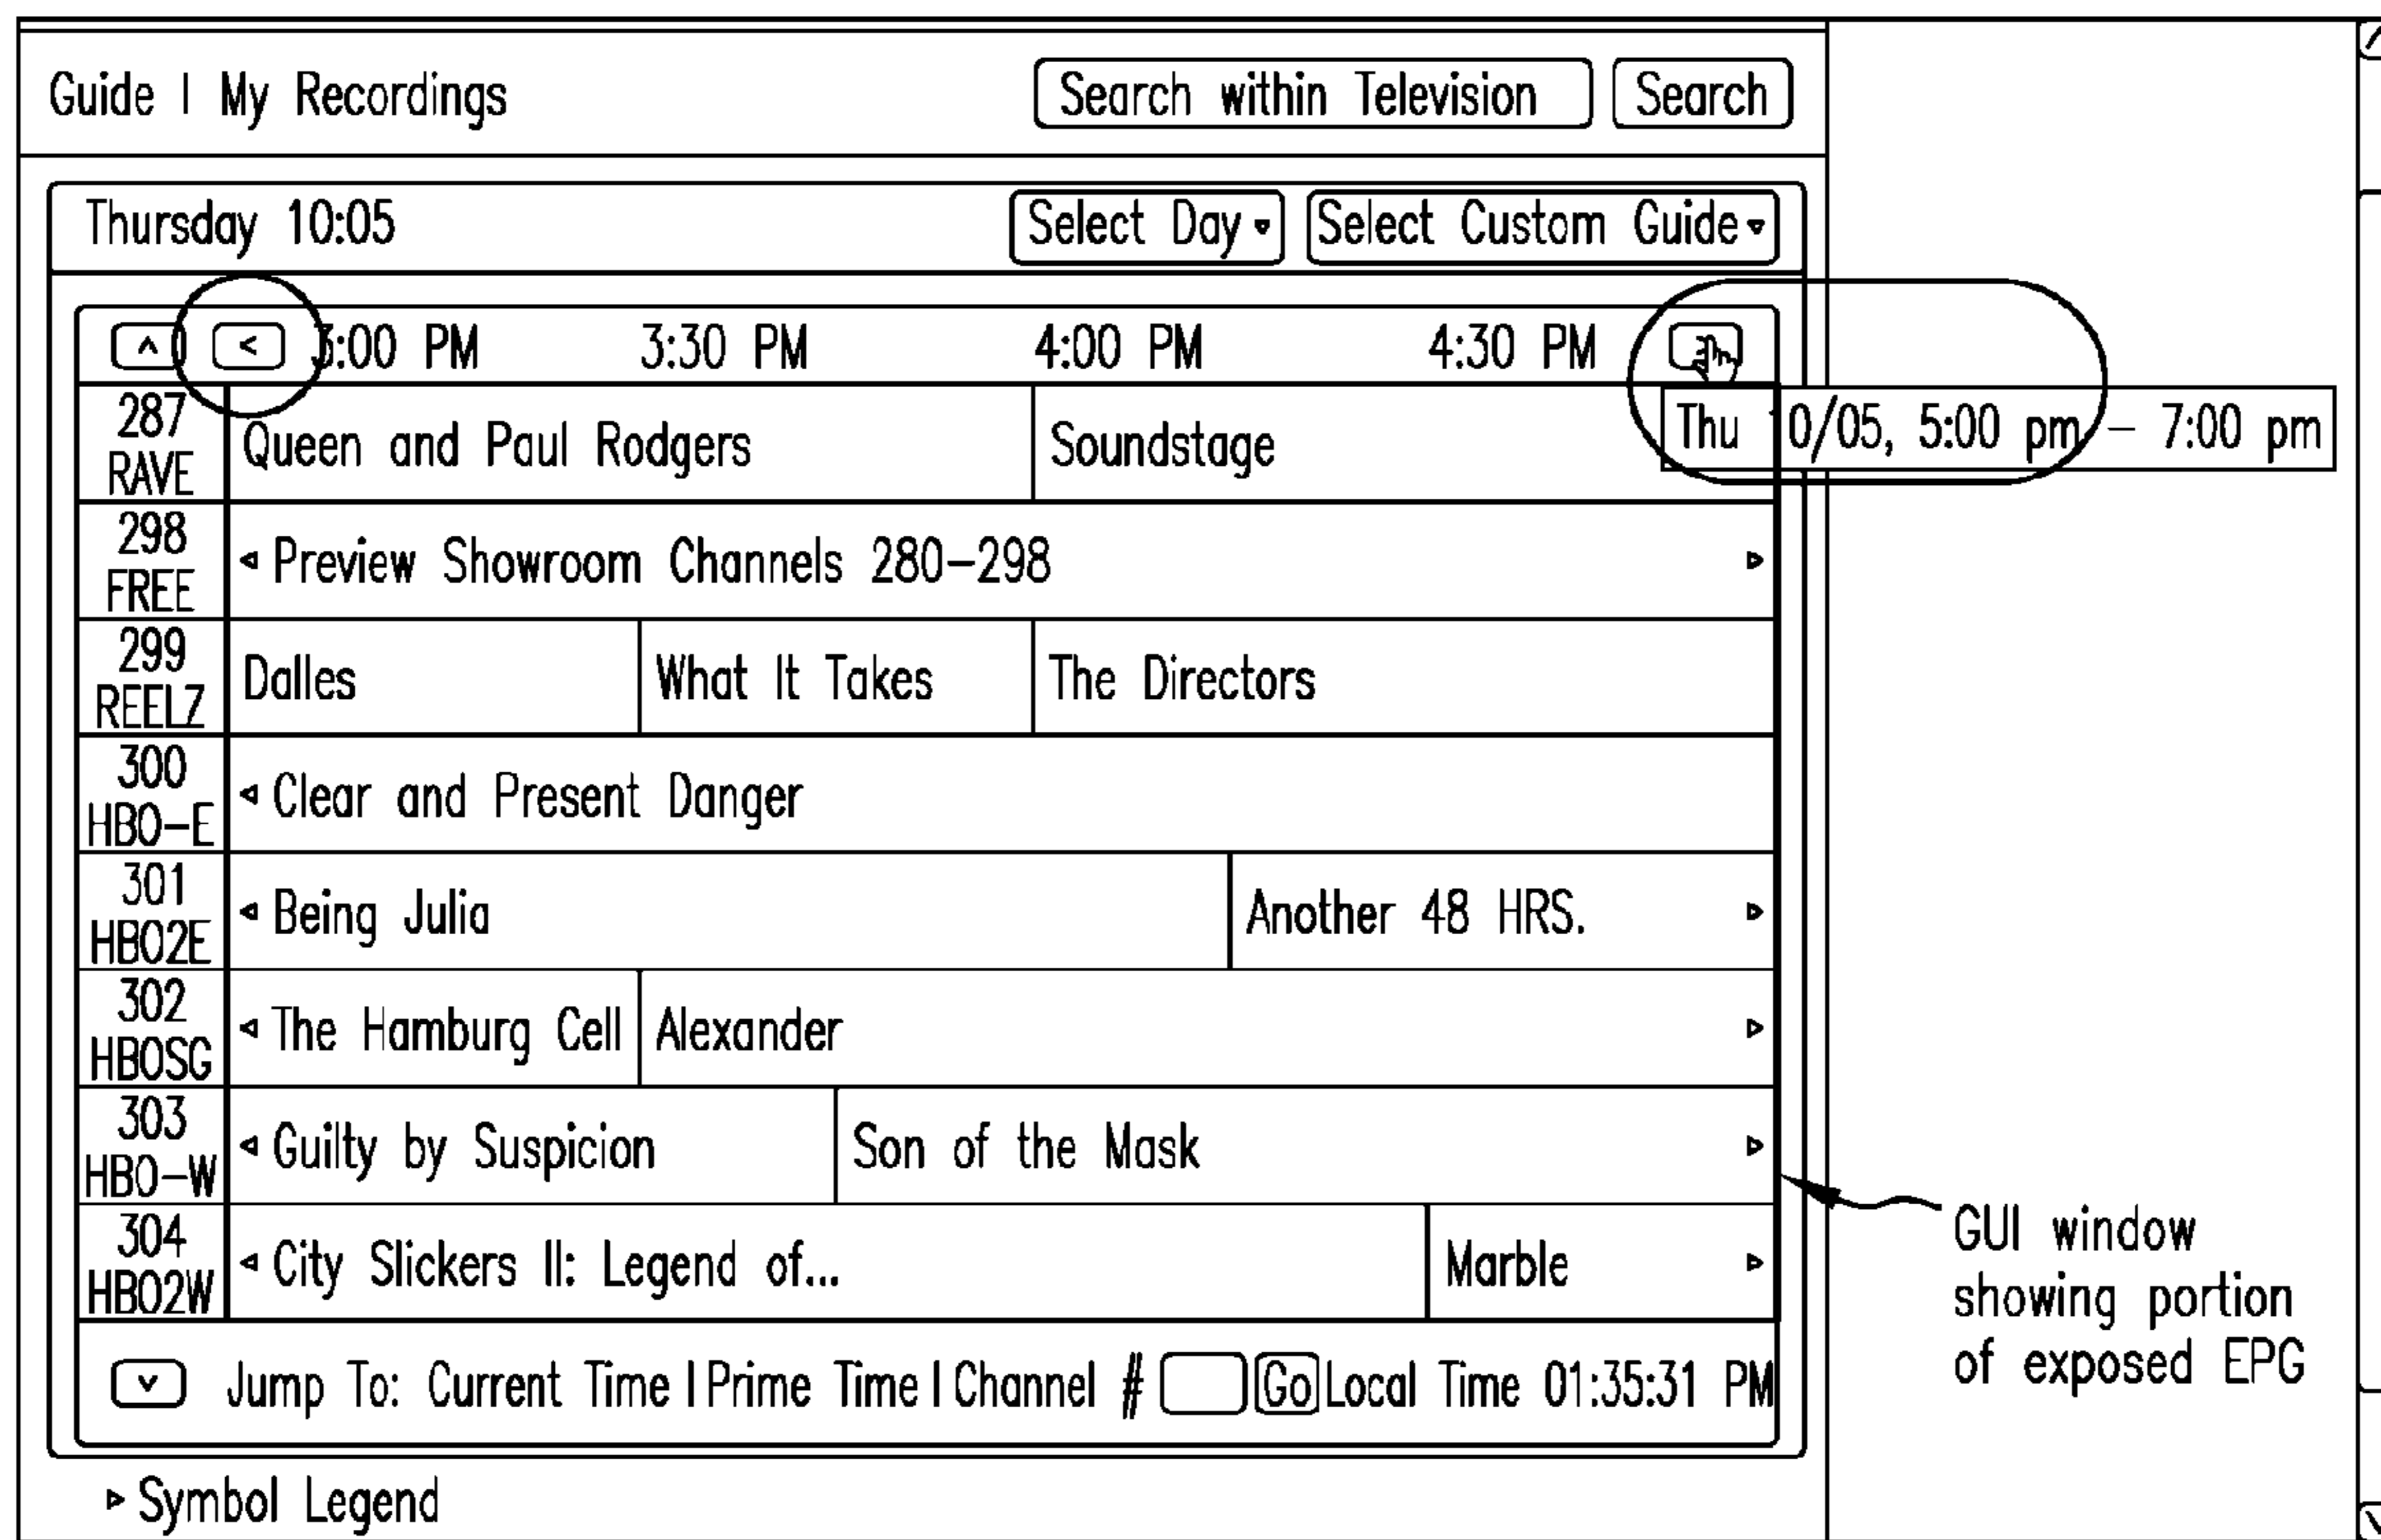 Guide | My Recordings
Search within Television
Search
Thursday 10:05
Select Day
Select Custom Guide
^ < 3:00 PM 3:30 PM 4:00 PM 4:30 PM
Thu 10/05, 5:00 pm – 7:00 pm
287
RAVE
Queen and Paul Rodgers
Soundstage
298
FREE
Preview Showroom Channels 280–298
299
REELZ
Dalles
What It Takes
The Directors
300
HBO–E
Clear and Present Danger
301
HBO2E
Being Julia
Another 48 HRS.
302
HBOSG
The Hamburg Cell
Alexander
303
HBO–W
Guilty by Suspicion
Son of the Mask
304
HBO2W
City Slickers II: Legend of...
Marble
GUI window
showing portion
of exposed EPG
Jump To: Current Time | Prime Time | Channel # Go Local Time 01:35:31 PM
Symbol Legend